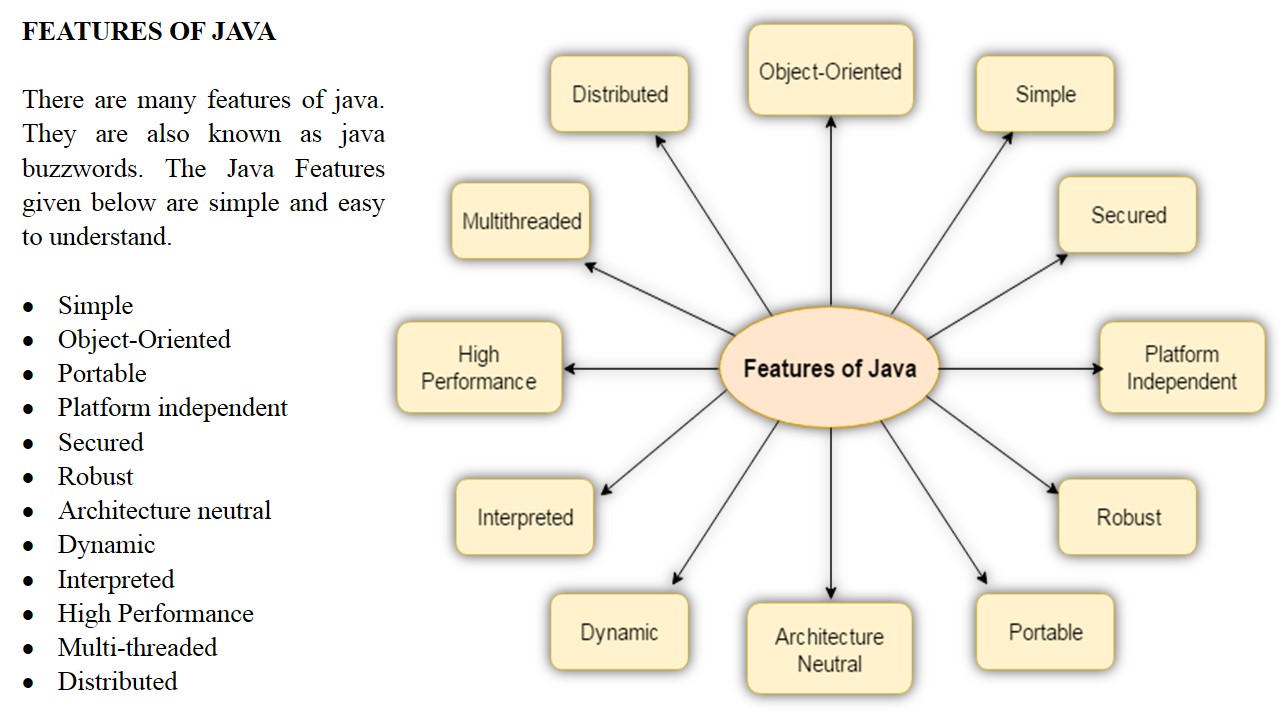 FEATURES OF JAVA
There are many features of java.
They are also known as java
buzzwords. The Java Features
given below are simple and easy
to understand.
• Simple
• Object-Oriented
• Portable
• Platform independent
• Secured
• Robust
• Architecture neutral
• Dynamic
• Interpreted
• High Performance
• Multi-threaded
• Distributed
Object-Oriented
Distributed
Simple
Multithreaded
Secured
High
Performance
Features of Java
Platform
Independent
Interpreted
Robust
Dynamic
Architecture
Neutral
Portable